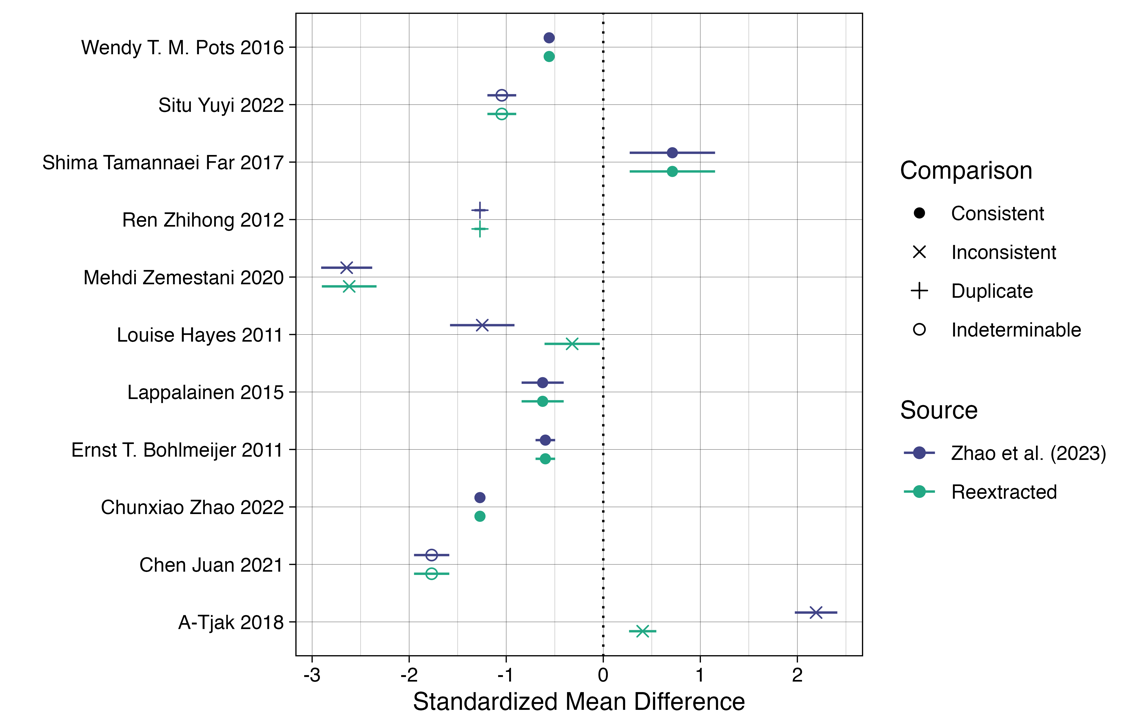 Wendy T. M. Pots 2016
Situ Yuyi 2022
Shima Tamannaei Far 2017
Ren Zhihong 2012
Mehdi Zemestani 2020
Louise Hayes 2011
Lappalainen 2015
Ernst T. Bohlmeijer 2011
Chunxiao Zhao 2022
Chen Juan 2021
A-Tjak 2018
-3 -2 -1 0 1 2
Standardized Mean Difference
Comparison
Consistent
Inconsistent
Duplicate
Indeterminable
Source
Zhao et al. (2023)
Reextracted